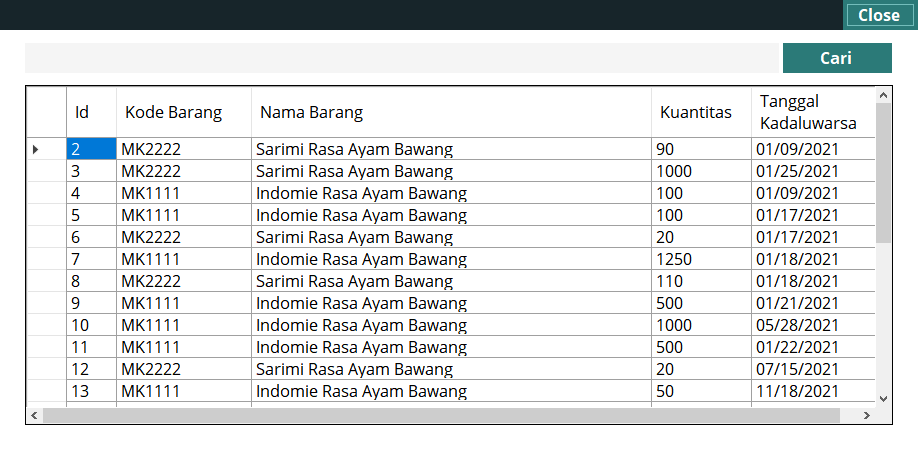 Close
Cari
Id Kode Barang Nama Barang Kuantitas Tanggal Kadaluwarsa
2 MK2222 Sarimi Rasa Ayam Bawang 90 01/09/2021
3 MK2222 Sarimi Rasa Ayam Bawang 1000 01/25/2021
4 MK1111 Indomie Rasa Ayam Bawang 100 01/09/2021
5 MK1111 Indomie Rasa Ayam Bawang 100 01/17/2021
6 MK2222 Sarimi Rasa Ayam Bawang 20 01/17/2021
7 MK1111 Indomie Rasa Ayam Bawang 1250 01/18/2021
8 MK2222 Sarimi Rasa Ayam Bawang 110 01/18/2021
9 MK1111 Indomie Rasa Ayam Bawang 500 01/21/2021
10 MK1111 Indomie Rasa Ayam Bawang 1000 05/28/2021
11 MK1111 Indomie Rasa Ayam Bawang 500 01/22/2021
12 MK2222 Sarimi Rasa Ayam Bawang 20 07/15/2021
13 MK1111 Indomie Rasa Ayam Bawang 50 11/18/2021